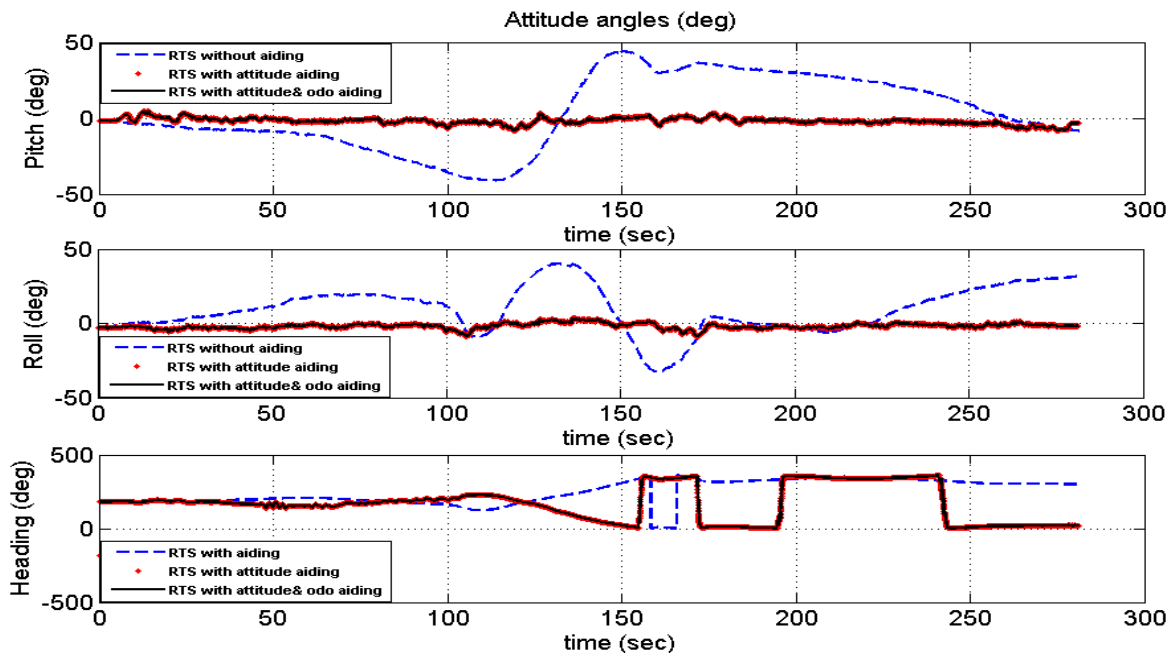 Attitude angles (deg)
50
RTS without aiding
RTS with attitude aiding
RTS with attitude& odo aiding
Pitch (deg)
0
-50
0 50 100 150 200 250 300
time (sec)
50
Roll (deg)
0
RTS without aiding
RTS with attitude aiding
RTS with attitude& odo aiding
-50
0 50 100 150 200 250 300
time (sec)
500
Heading (deg)
0
RTS with aiding
RTS with attitude aiding
RTS with attitude& odo aiding
-500
0 50 100 150 200 250 300
time (sec)